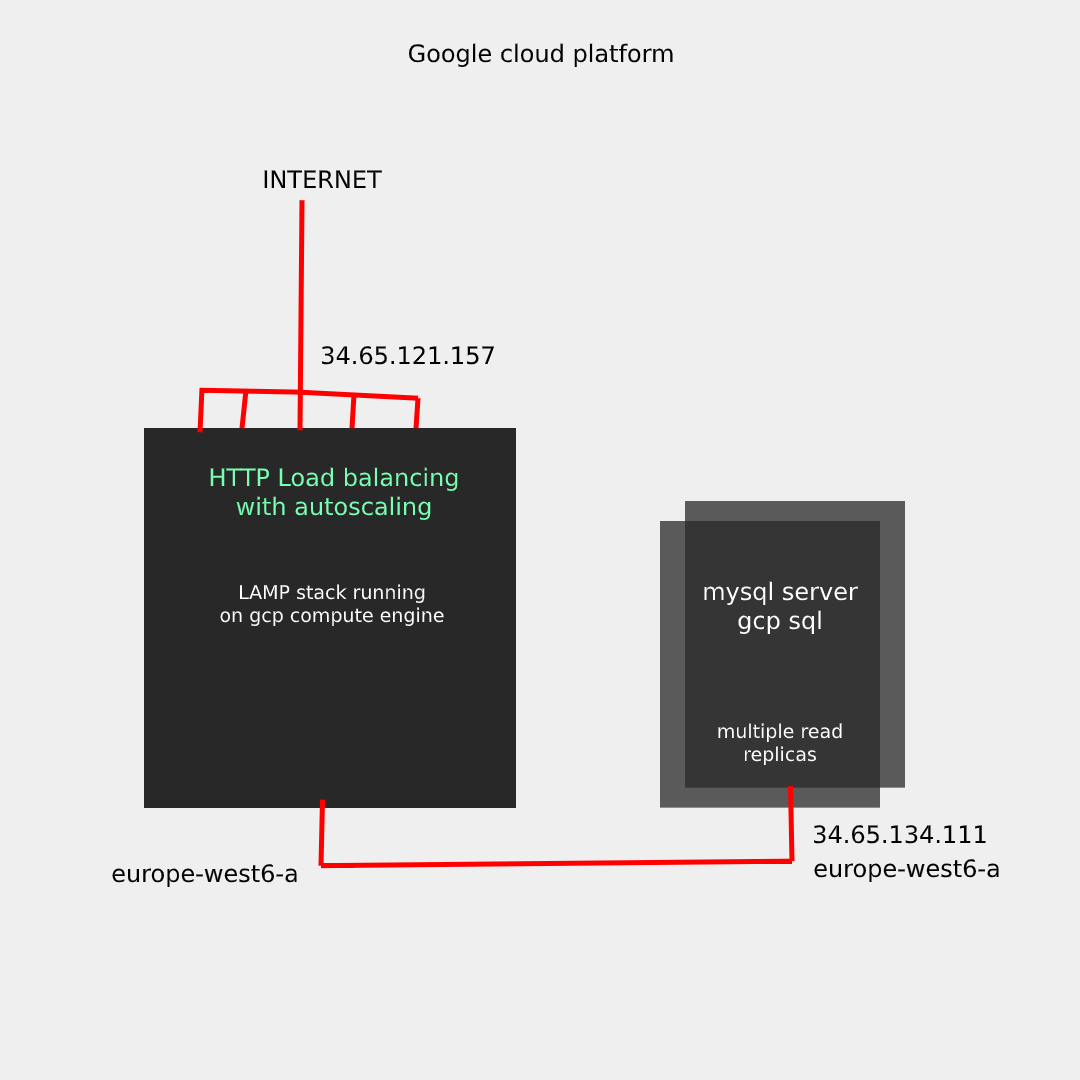 Google cloud platform
INTERNET
34.65.121.157
HTTP Load balancing
with autoscaling
LAMP stack running
on gcp compute engine
mysql server
gcp sql
multiple read
replicas
34.65.134.111
europe-west6-a
europe-west6-a